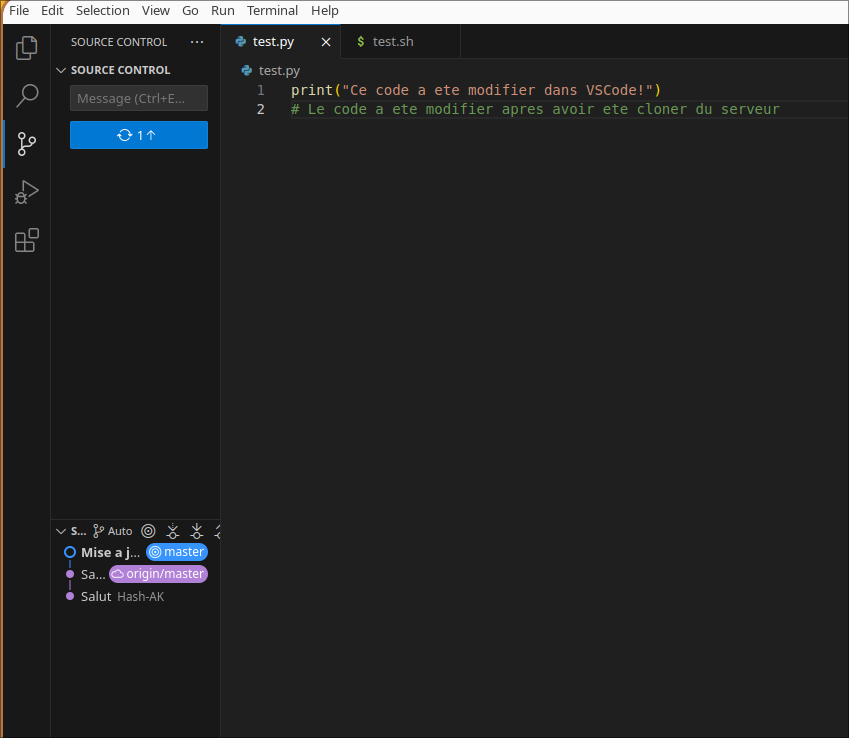 File Edit Selection View Go Run Terminal Help
SOURCE CONTROL ···
test.py
$ test.sh
SOURCE CONTROL
Message (Ctrl+E...
1↑
test.py
1 print("Ce code a ete modifier dans VSCode!")
2 # Le code a ete modifier apres avoir ete cloner du serveur
S... Auto
Mise a j... master
Sa... origin/master
Salut Hash-AK